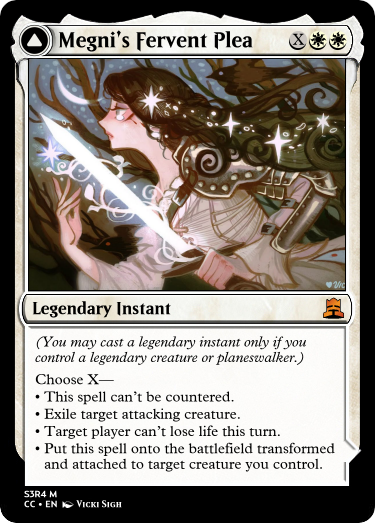 Megni's Fervent Plea X
Legendary Instant
(You may cast a legendary instant only if you
control a legendary creature or planeswalker.)
Choose X—
• This spell can't be countered.
• Exile target attacking creature.
• Target player can't lose life this turn.
• Put this spell onto the battlefield transformed
and attached to target creature you control.
S3R4 M
CC • EN Vicki Sigh